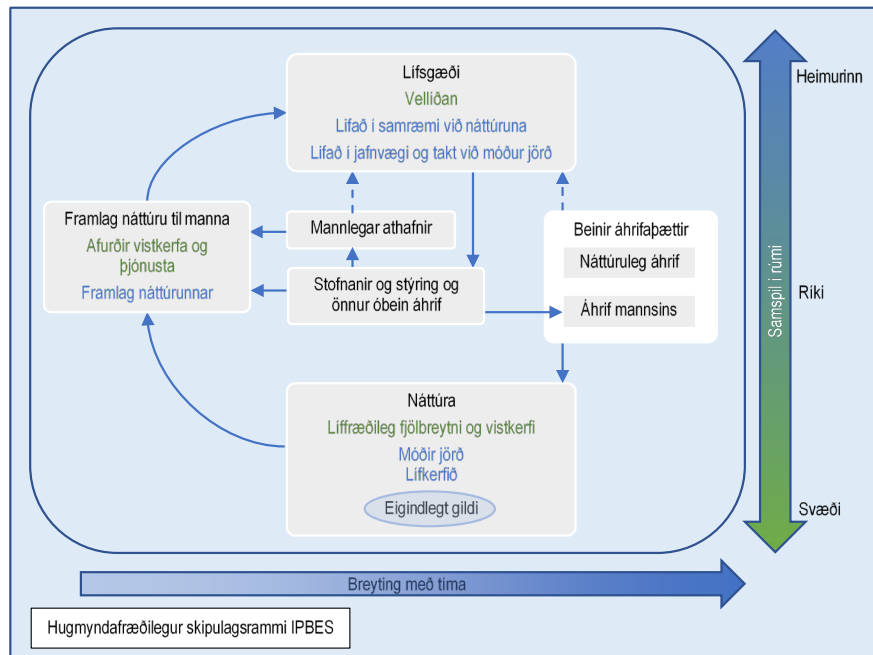 Lífsgæði
Vellíðan
Lifað í samræmi við náttúruna
Lifað í jafnvægi og takt við móður jörð
Heimurinn
Framlag náttúru til manna
Afurðir vistkerfa og
þjónusta
Framlag náttúrunnar
Mannlegar athafnir
Stofnanir og stýring og
önnur óbein áhrif
Beinir áhrifaþættir
Náttúruleg áhrif
Áhrif mannsins
Samspil í rúmi
Ríki
Náttúra
Líffræðileg fjölbreytni og vistkerfi
Móðir jörð
Lífkerfið
Eigindlegt gildi
Svæði
Breyting með tíma
Hugmyndafræðilegur skipulagsrammi IPBES